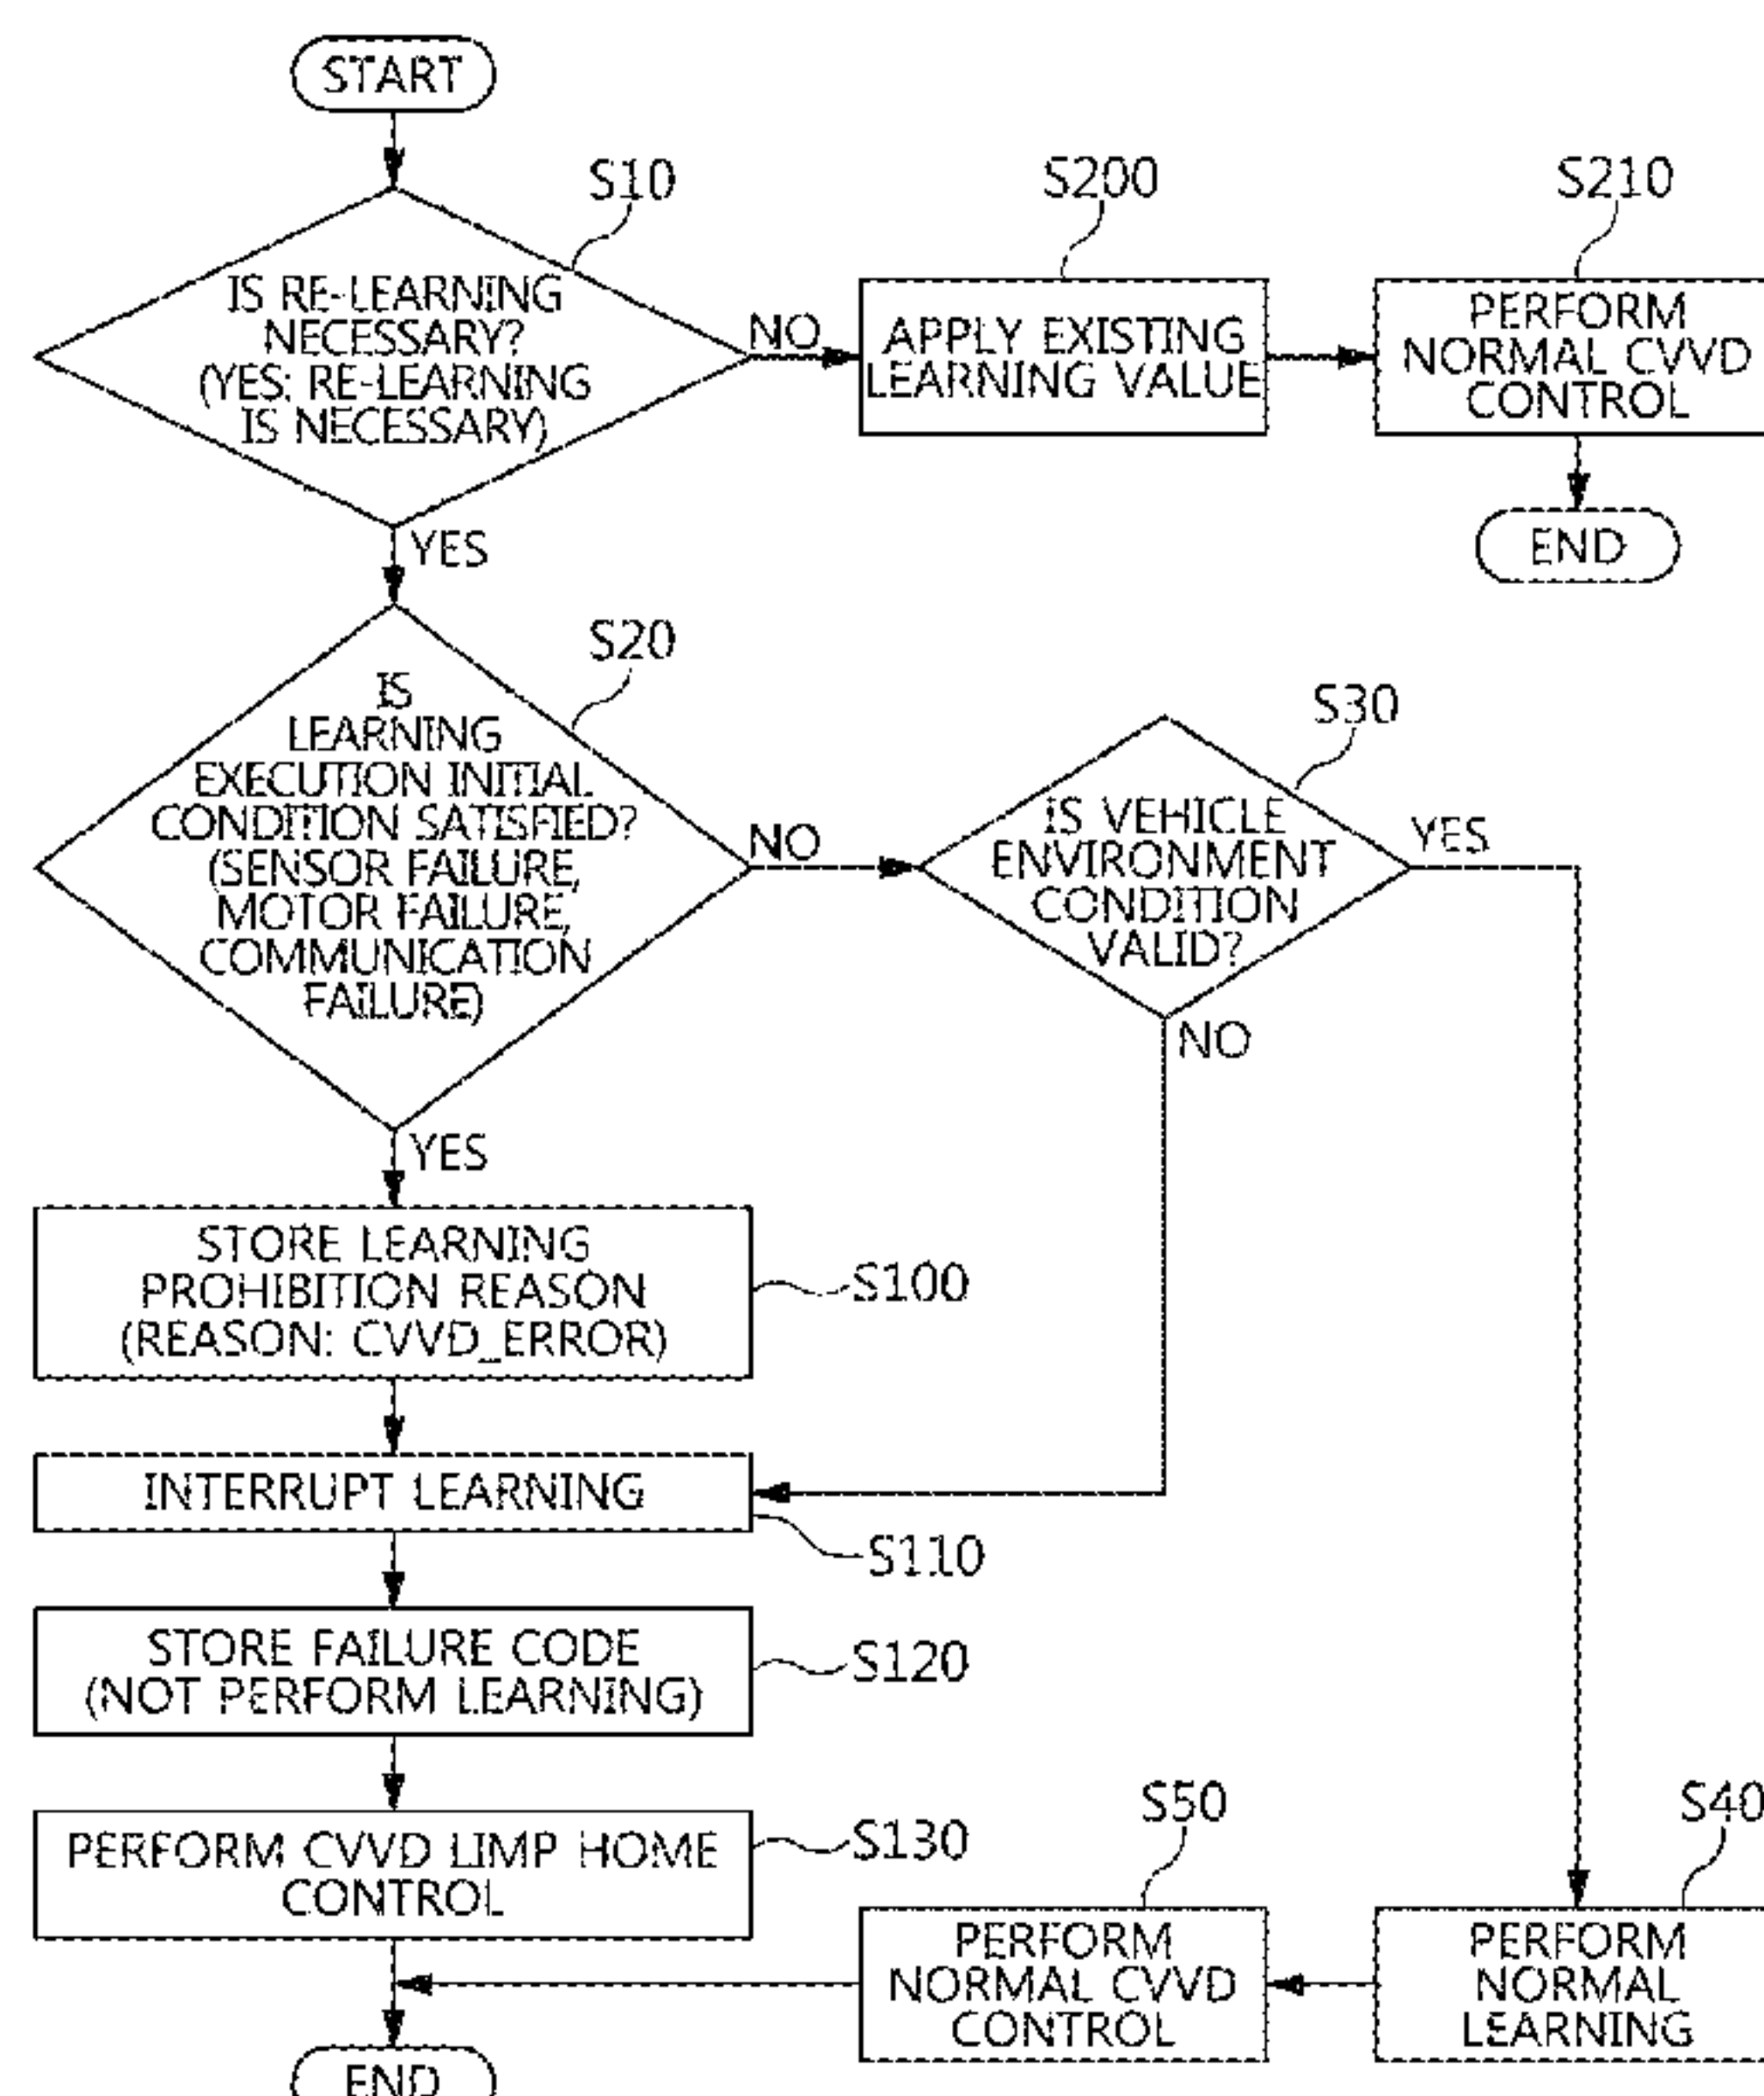 START
S10
IS RE-LEARNING
NECESSARY?
(YES: RE-LEARNING
IS NECESSARY)
NO
YES
S200
APPLY EXISTING
LEARNING VALUE
S210
PERFORM
NORMAL CVVD
CONTROL
END
S20
IS
LEARNING
EXECUTION INITIAL
CONDITION SATISFIED?
(SENSOR FAILURE,
MOTOR FAILURE,
COMMUNICATION
FAILURE)
NO
YES
S30
IS VEHICLE
ENVIRONMENT
CONDITION
VALID?
YES
NO
STORE LEARNING
PROHIBITION REASON
(REASON: CVVD_ERROR)
S100
INTERRUPT LEARNING
S110
STORE FAILURE CODE
(NOT PERFORM LEARNING)
S120
PERFORM CVVD LIMP HOME
CONTROL
S130
S50
PERFORM
NORMAL CVVD
CONTROL
S40
PERFORM
NORMAL
LEARNING
END